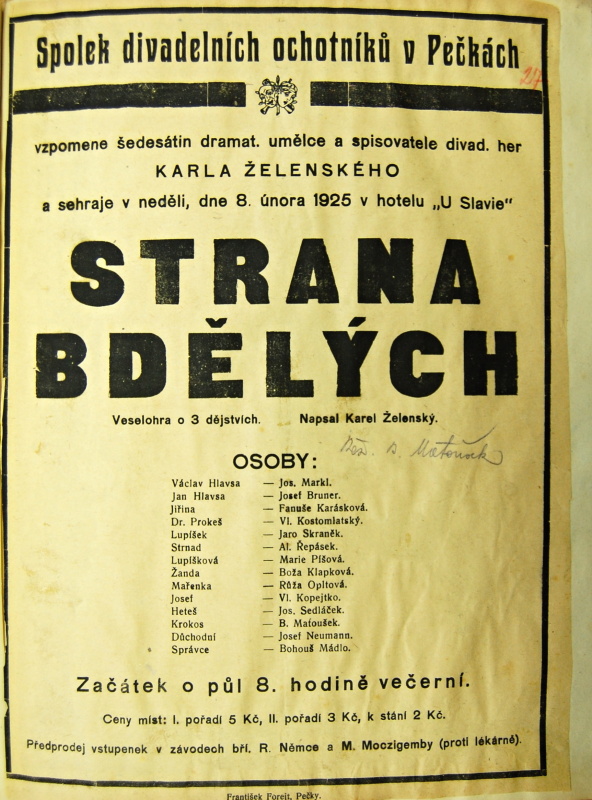 Spolek divadelních ochotníků v Pečkách
24
vzpomene šedesátin dramat. umělce a spisovatele divad. her
KARLA ŽELENSKÉHO
a sehraje v neděli, dne 8. února 1925 v hotelu „U Slavie“
STRANA
BDĚLÝCH
Veselohra o 3 dějstvích. Napsal Karel Želenský.
OSOBY:
Václav Hlavsa — Jos. Markl.
Jan Hlavsa — Josef Bruner.
Jiřina — Fanuše Karásková.
Dr. Prokeš — Vl. Kostomlatský.
Lupíšek — Jaro Skraněk.
Strnad — Al. Řepásek.
Lupíšková — Marie Píšová.
Žanda — Boža Klapková.
Mařenka — Růža Opltová.
Josef — Vl. Kopejtko.
Heteš — Jos. Sedláček.
Krokos — B. Matoušek.
Důchodní — Josef Neumann.
Správce — Bohouš Mádlo.
Začátek o půl 8. hodině večerní.
Ceny míst: I. pořadí 5 Kč, II. pořadí 3 Kč, k stání 2 Kč.
Předprodej vstupenek v závodech bří. R. Němce a M. Moczigemby (proti lékárně).
František Forejt, Pečky.